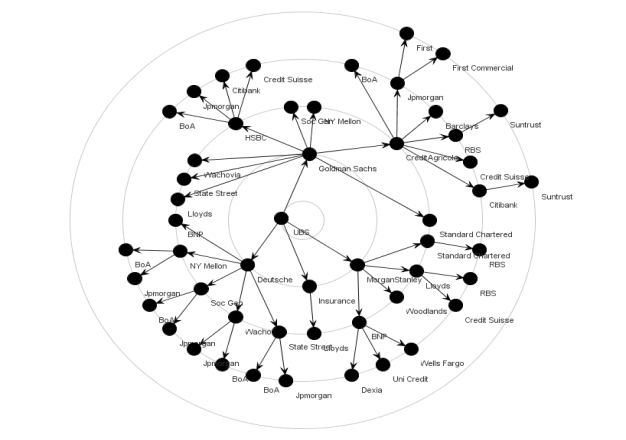 First
First Commercial
Credit Suisse
BoA
Citibank
Jpmorgan
Jpmorgan
BoA
Soc Gen
NY Mellon
Barclays
Suntrust
HSBC
CreditAgricole
RBS
Goldman Sachs
Wachovia
Credit Suisse
State Street
Citibank
Suntrust
Lloyds
BNP
UBS
Standard Chartered
Standard Chartered
BoA
NY Mellon
RBS
Deutsche
MorganStanley
Lloyds
Jpmorgan
RBS
Soc Gen
Insurance
Woodlands
BoA
Credit Suisse
Wachovia
BNP
Jpmorgan
State Street
Lloyds
Jpmorgan
Wells Fargo
BoA
Uni Credit
BoA
Dexia
Jpmorgan